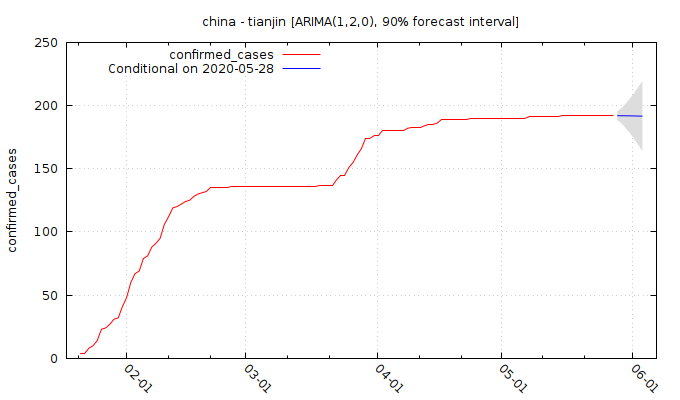 china - tianjin [ARIMA(1,2,0), 90% forecast interval]
confirmed_cases
Conditional on 2020-05-28
confirmed_cases
250
200
150
100
50
0
02-01
03-01
04-01
05-01
06-01